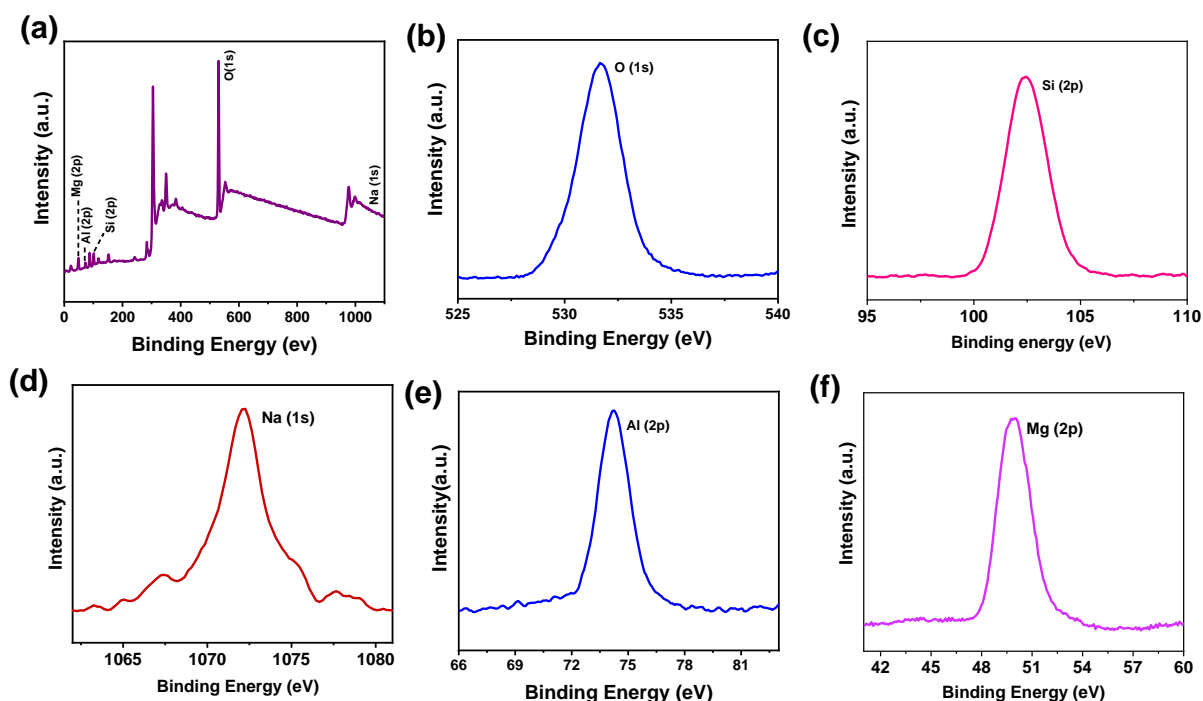 (a)
Intensity (a.u.)
Mg (2p)
Al (2p)
Si (2p)
O(1s)
Na (1s)
0 200 400 600 800 1000
Binding Energy (ev)
(b)
Intensity (a.u.)
O (1s)
525 530 535 540
Binding Energy (eV)
(c)
Intensity (a.u.)
Si (2p)
95 100 105 110
Binding energy (eV)
(d)
Intensity (a.u.)
Na (1s)
1065 1070 1075 1080
Binding Energy (eV)
(e)
Intensity(a.u.)
Al (2p)
66 69 72 75 78 81
Binding Energy (eV)
(f)
Intensity (a.u.)
Mg (2p)
42 45 48 51 54 57 60
Binding Energy (eV)